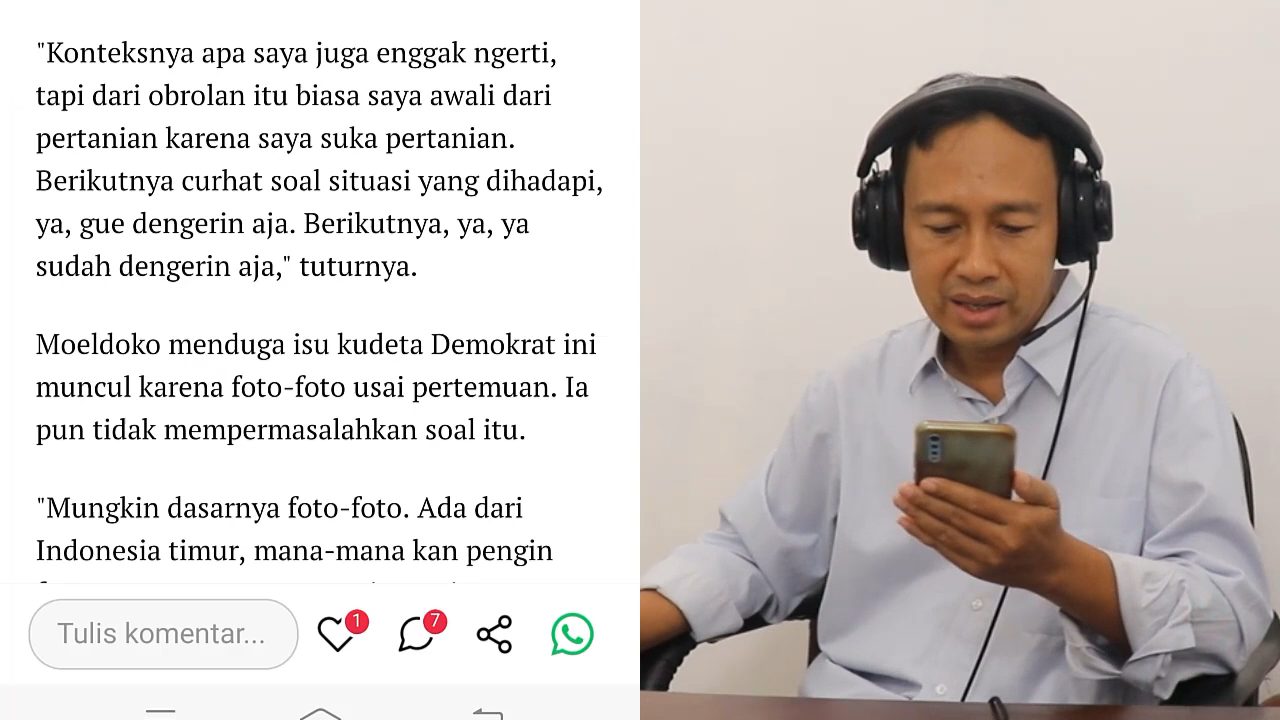 "Konteksnya apa saya juga enggak ngerti,
tapi dari obrolan itu biasa saya awali dari
pertanian karena saya suka pertanian.
Berikutnya curhat soal situasi yang dihadapi,
ya, gue dengerin aja. Berikutnya, ya, ya
sudah dengerin aja," tuturnya.
Moeldoko menduga isu kudeta Demokrat ini
muncul karena foto-foto usai pertemuan. Ia
pun tidak mempermasalahkan soal itu.
"Mungkin dasarnya foto-foto. Ada dari
Indonesia timur, mana-mana kan pengin
Tulis komentar...
1
7